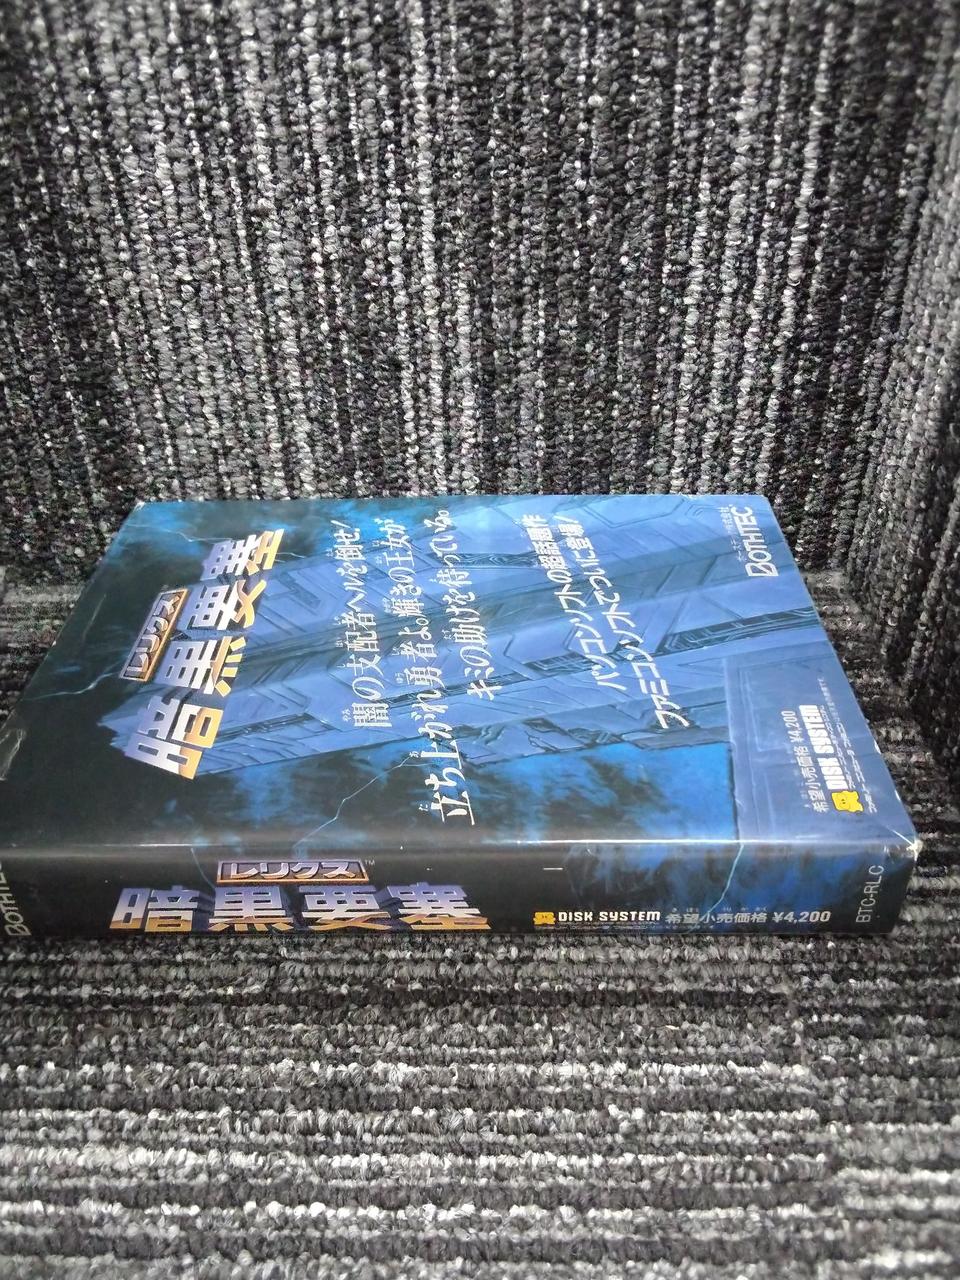 レリクス
暗黒要塞
闇の支配者ヘルを倒せ!
立ち上がれ勇者よ。輝きの王女が
キミの助けを待っている。
パソコンソフトの超話題作
ファミコンソフトでついに登場!
BOTHTEC
希望小売価格 ¥4,200
DISK SYSTEM
レリクス™
暗黒要塞
DISK SYSTEM 希望小売価格 ¥4,200
BTC-RLC